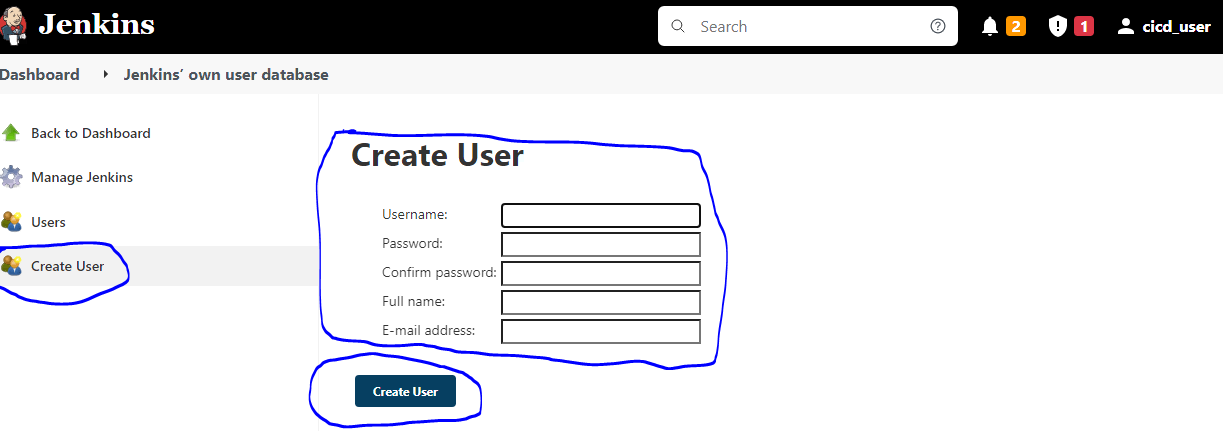 Jenkins
Search
2
1
cicd_user
Dashboard
Jenkins' own user database
Back to Dashboard
Manage Jenkins
Users
Create User
Create User
Username:
Password:
Confirm password:
Full name:
E-mail address:
Create User